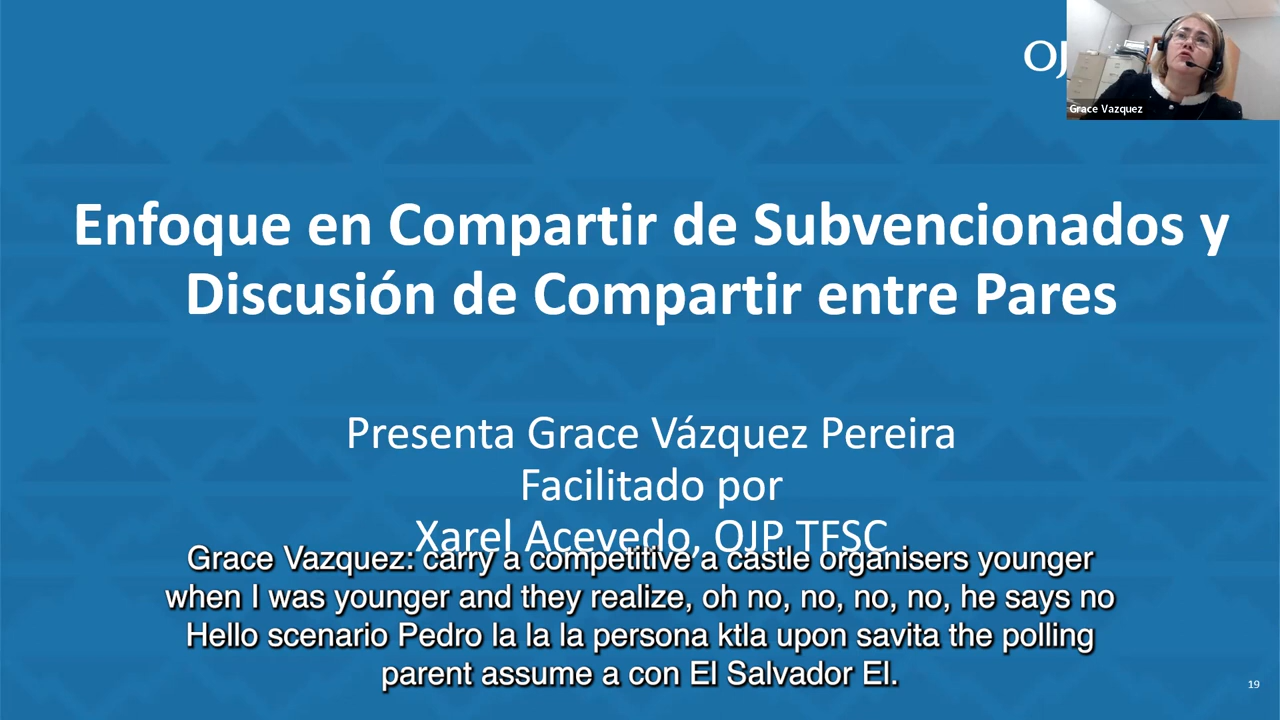 OJ
Grace Vazquez
Enfoque en Compartir de Subvencionados y
Discusión de Compartir entre Pares
Presenta Grace Vázquez Pereira
Facilitado por
Xarel Acevedo, OJP TFSC
Grace Vazquez: carry a competitive a castle organisers younger
when I was younger and they realize, oh no, no, no, no, he says no
Hello scenario Pedro la la la persona ktla upon savita the polling
parent assume a con El Salvador El.
19